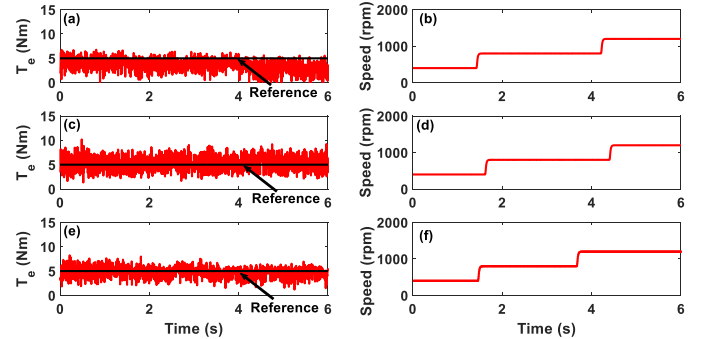 (a)
T_e (Nm)
15
10
5
0
Reference
0 2 4 6
(b)
Speed (rpm)
2000
1000
0
0 2 4 6
(c)
T_e (Nm)
15
10
5
0
Reference
0 2 4 6
(d)
Speed (rpm)
2000
1000
0
0 2 4 6
(e)
T_e (Nm)
15
10
5
0
Reference
0 2 4 6
Time (s)
(f)
Speed (rpm)
2000
1000
0
0 2 4 6
Time (s)